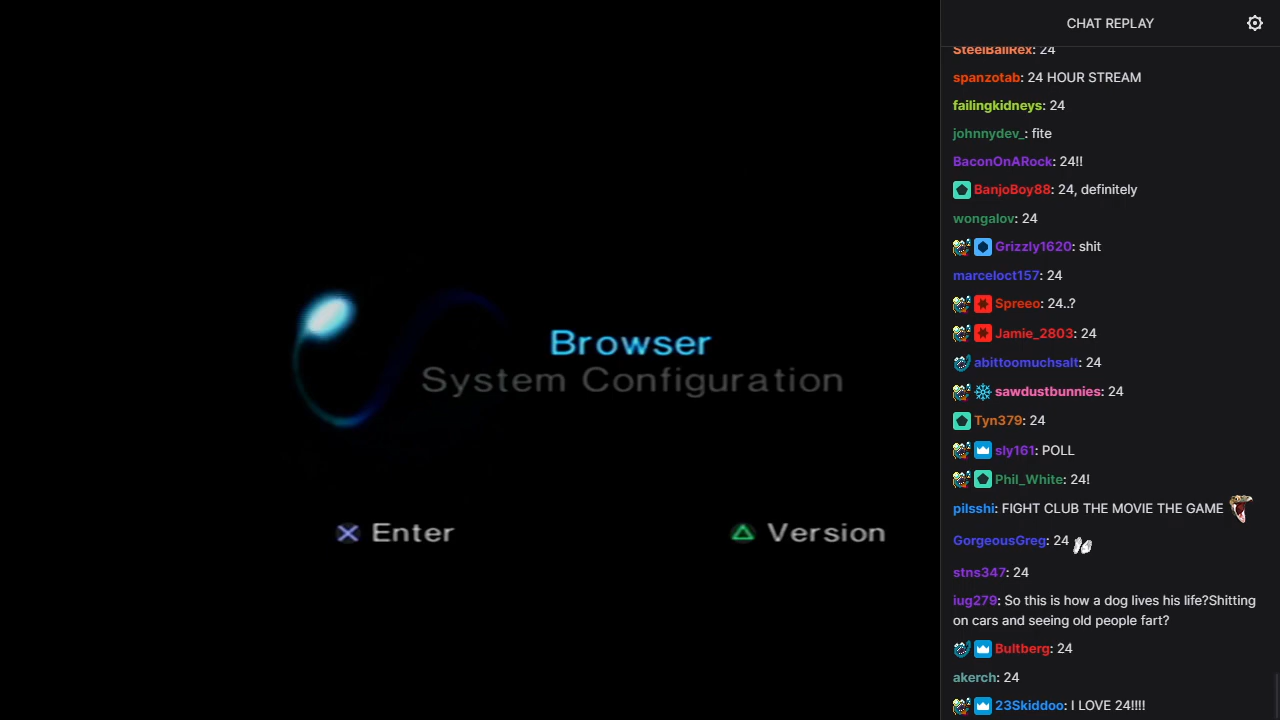 Browser
System Configuration
Enter
Version
CHAT REPLAY
SteelBallRex: 24
spanzotab: 24 HOUR STREAM
failingkidneys: 24
johnnydev_: fite
BaconOnARock: 24!!
BanjoBoy88: 24, definitely
wongalov: 24
Grizzly1620: shit
marceloct157: 24
Spreeo: 24..?
Jamie_2803: 24
abittoomuchsalt: 24
sawdustbunnies: 24
Tyn379: 24
sly161: POLL
Phil_White: 24!
pilsshi: FIGHT CLUB THE MOVIE THE GAME
GorgeousGreg: 24
stns347: 24
iug279: So this is how a dog lives his life?Shitting
on cars and seeing old people fart?
Bultberg: 24
akerch: 24
23Skiddoo: I LOVE 24!!!!